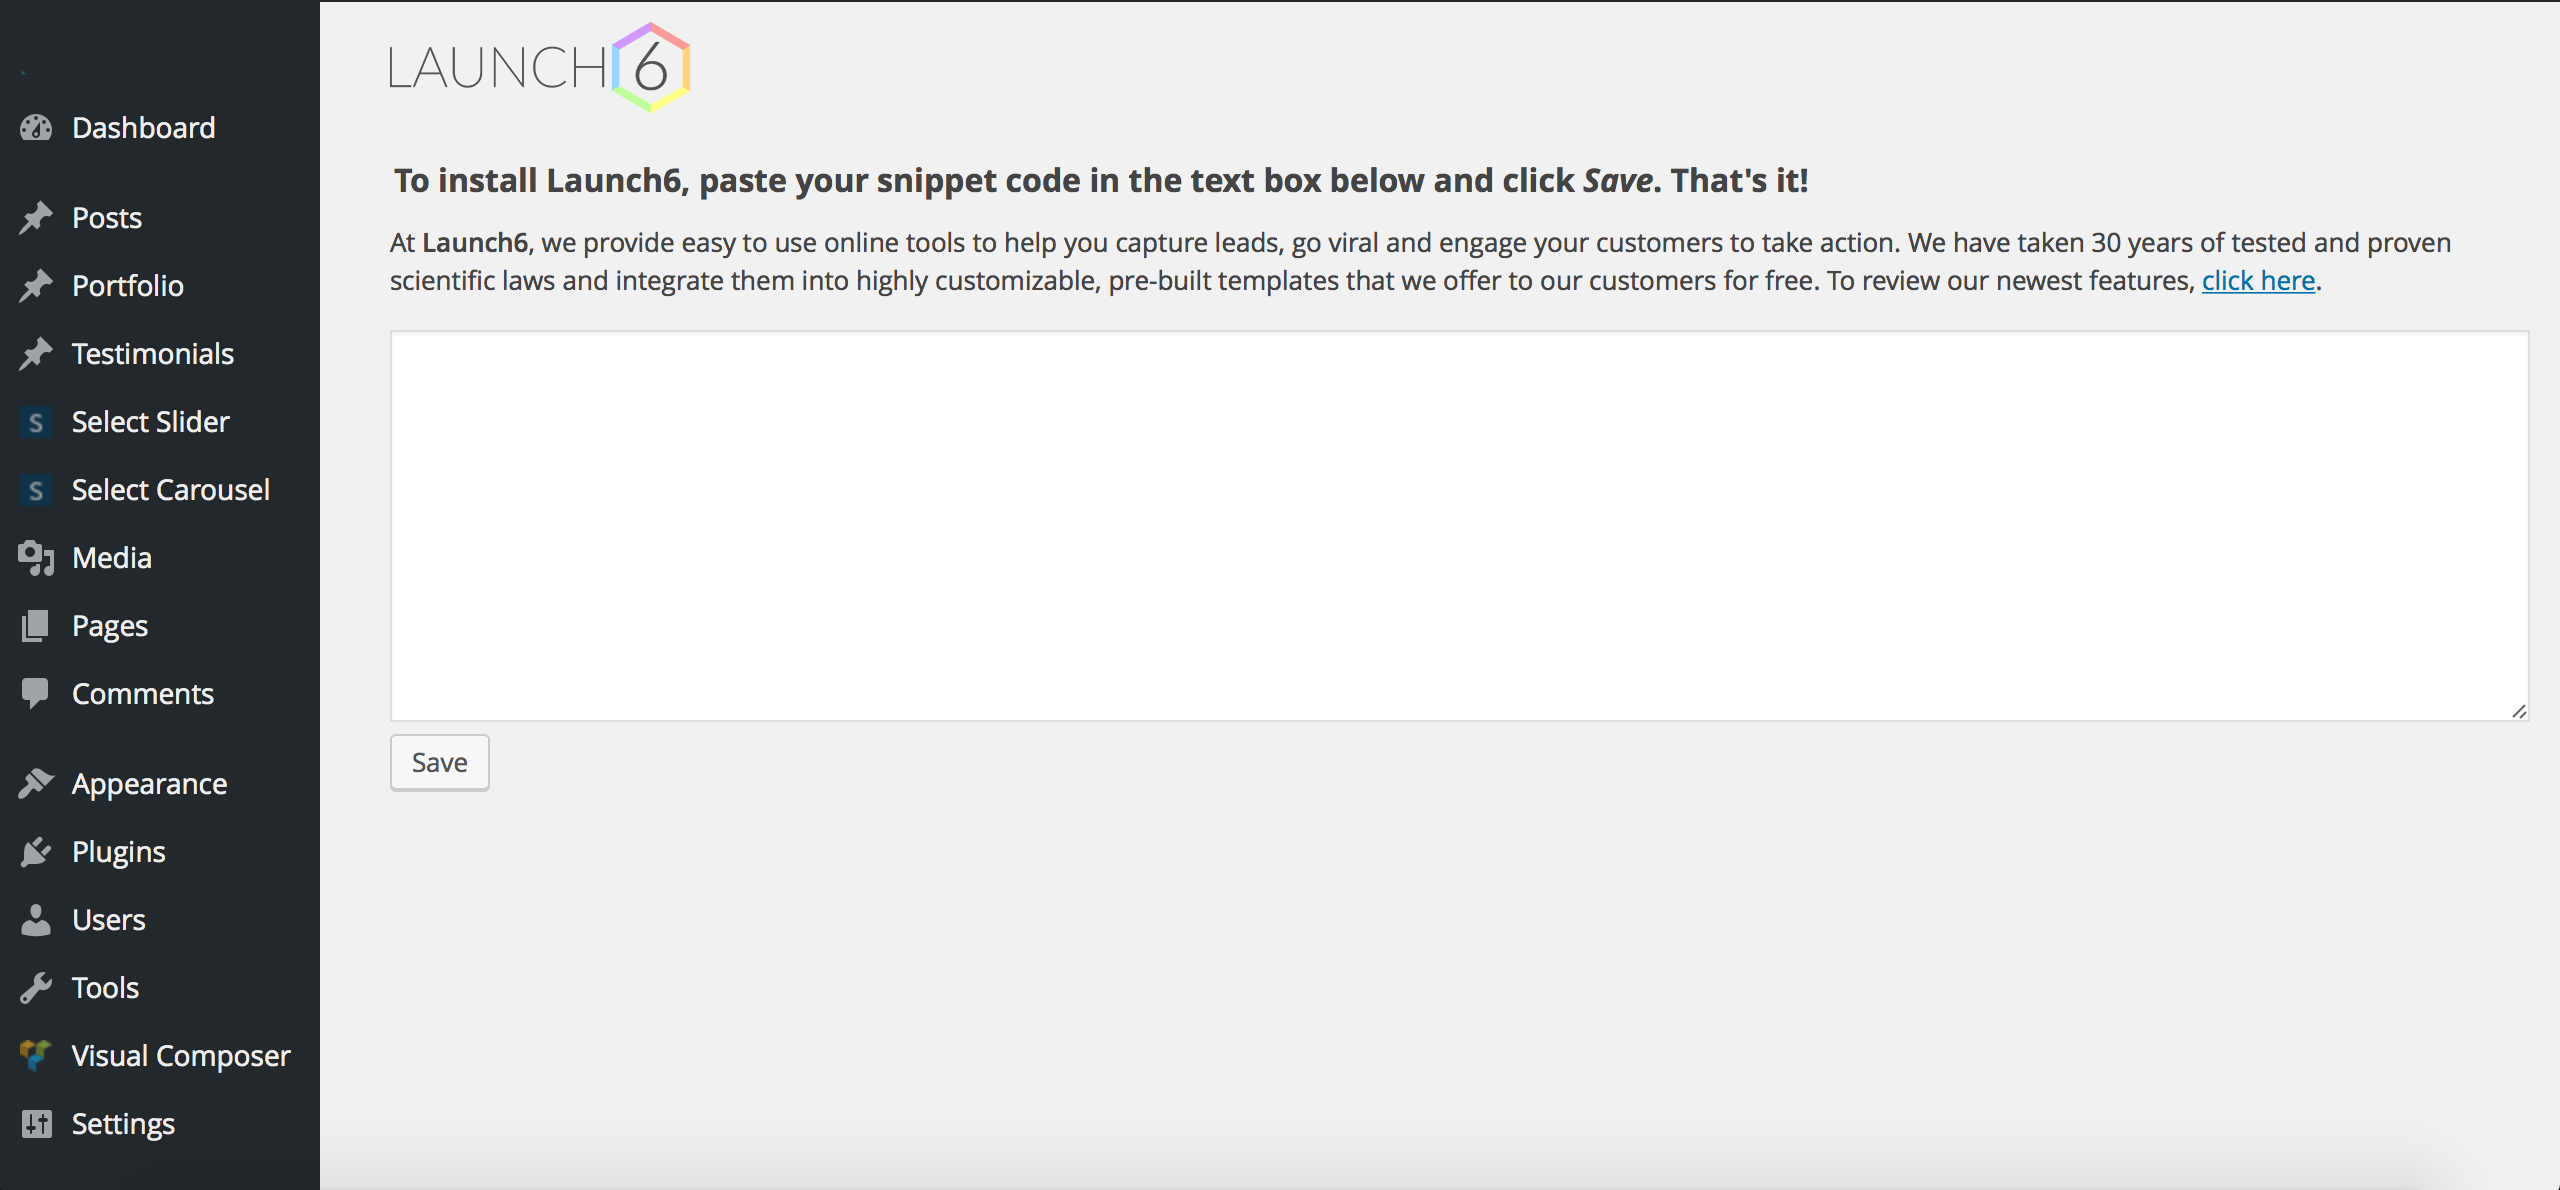 Dashboard
Posts
Portfolio
Testimonials
S Select Slider
S Select Carousel
Media
Pages
Comments
Appearance
Plugins
Users
Tools
Visual Composer
Settings
LAUNCH6
To install Launch6, paste your snippet code in the text box below and click Save. That's it!
At Launch6, we provide easy to use online tools to help you capture leads, go viral and engage your customers to take action. We have taken 30 years of tested and proven
scientific laws and integrate them into highly customizable, pre-built templates that we offer to our customers for free. To review our newest features, click here.
Save